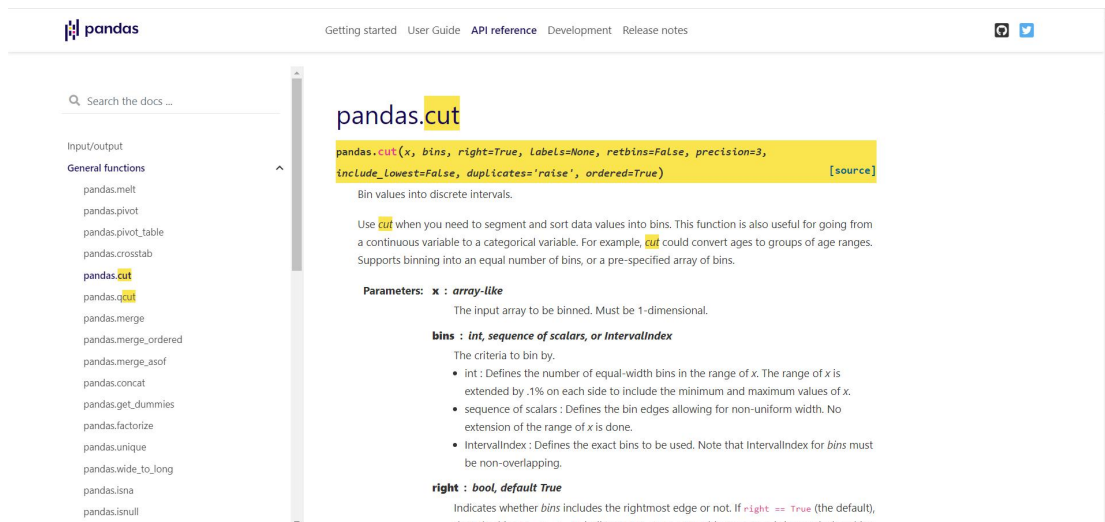 pandas
Getting started User Guide API reference Development Release notes
Search the docs ...
Input/output
General functions
pandas.melt
pandas.pivot
pandas.pivot_table
pandas.crosstab
pandas.cut
pandas.qcut
pandas.merge
pandas.merge_ordered
pandas.merge_asof
pandas.concat
pandas.get_dummies
pandas.factorize
pandas.unique
pandas.wide_to_long
pandas.isna
pandas.isnull
pandas.cut
pandas.cut(x, bins, right=True, labels=None, retbins=False, precision=3,
include_lowest=False, duplicates='raise', ordered=True) [source]
Bin values into discrete intervals.
Use cut when you need to segment and sort data values into bins. This function is also useful for going from
a continuous variable to a categorical variable. For example, cut could convert ages to groups of age ranges.
Supports binning into an equal number of bins, or a pre-specified array of bins.
Parameters: x : array-like
The input array to be binned. Must be 1-dimensional.
bins : int, sequence of scalars, or IntervalIndex
The criteria to bin by.
• int : Defines the number of equal-width bins in the range of x. The range of x is
extended by .1% on each side to include the minimum and maximum values of x.
• sequence of scalars : Defines the bin edges allowing for non-uniform width. No
extension of the range of x is done.
• IntervalIndex : Defines the exact bins to be used. Note that IntervalIndex for bins must
be non-overlapping.
right : bool, default True
Indicates whether bins includes the rightmost edge or not. If right == True (the default),